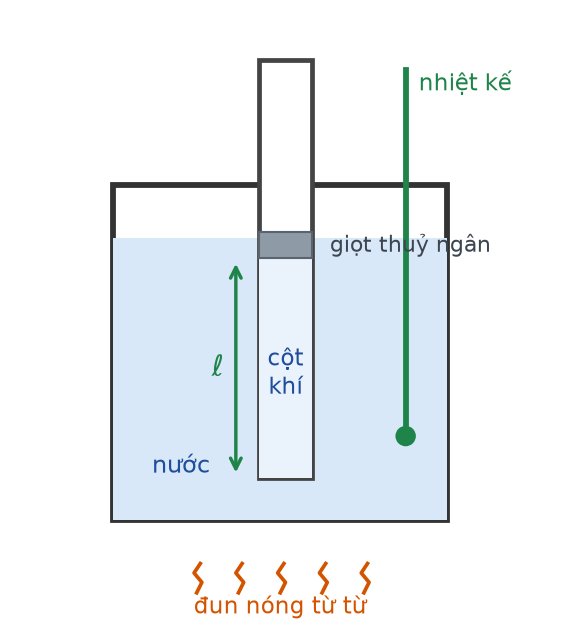 nhiệt kế
giọt thuỷ ngân
ℓ
cột
khí
nước
đun nóng từ từ